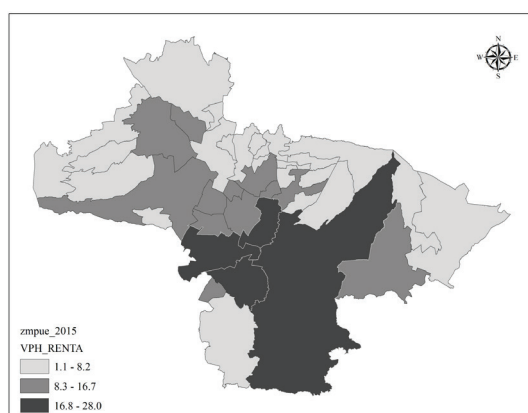 N
W E
S
zmpue_2015
VPH_RENTA
1.1 - 8.2
8.3 - 16.7
16.8 - 28.0